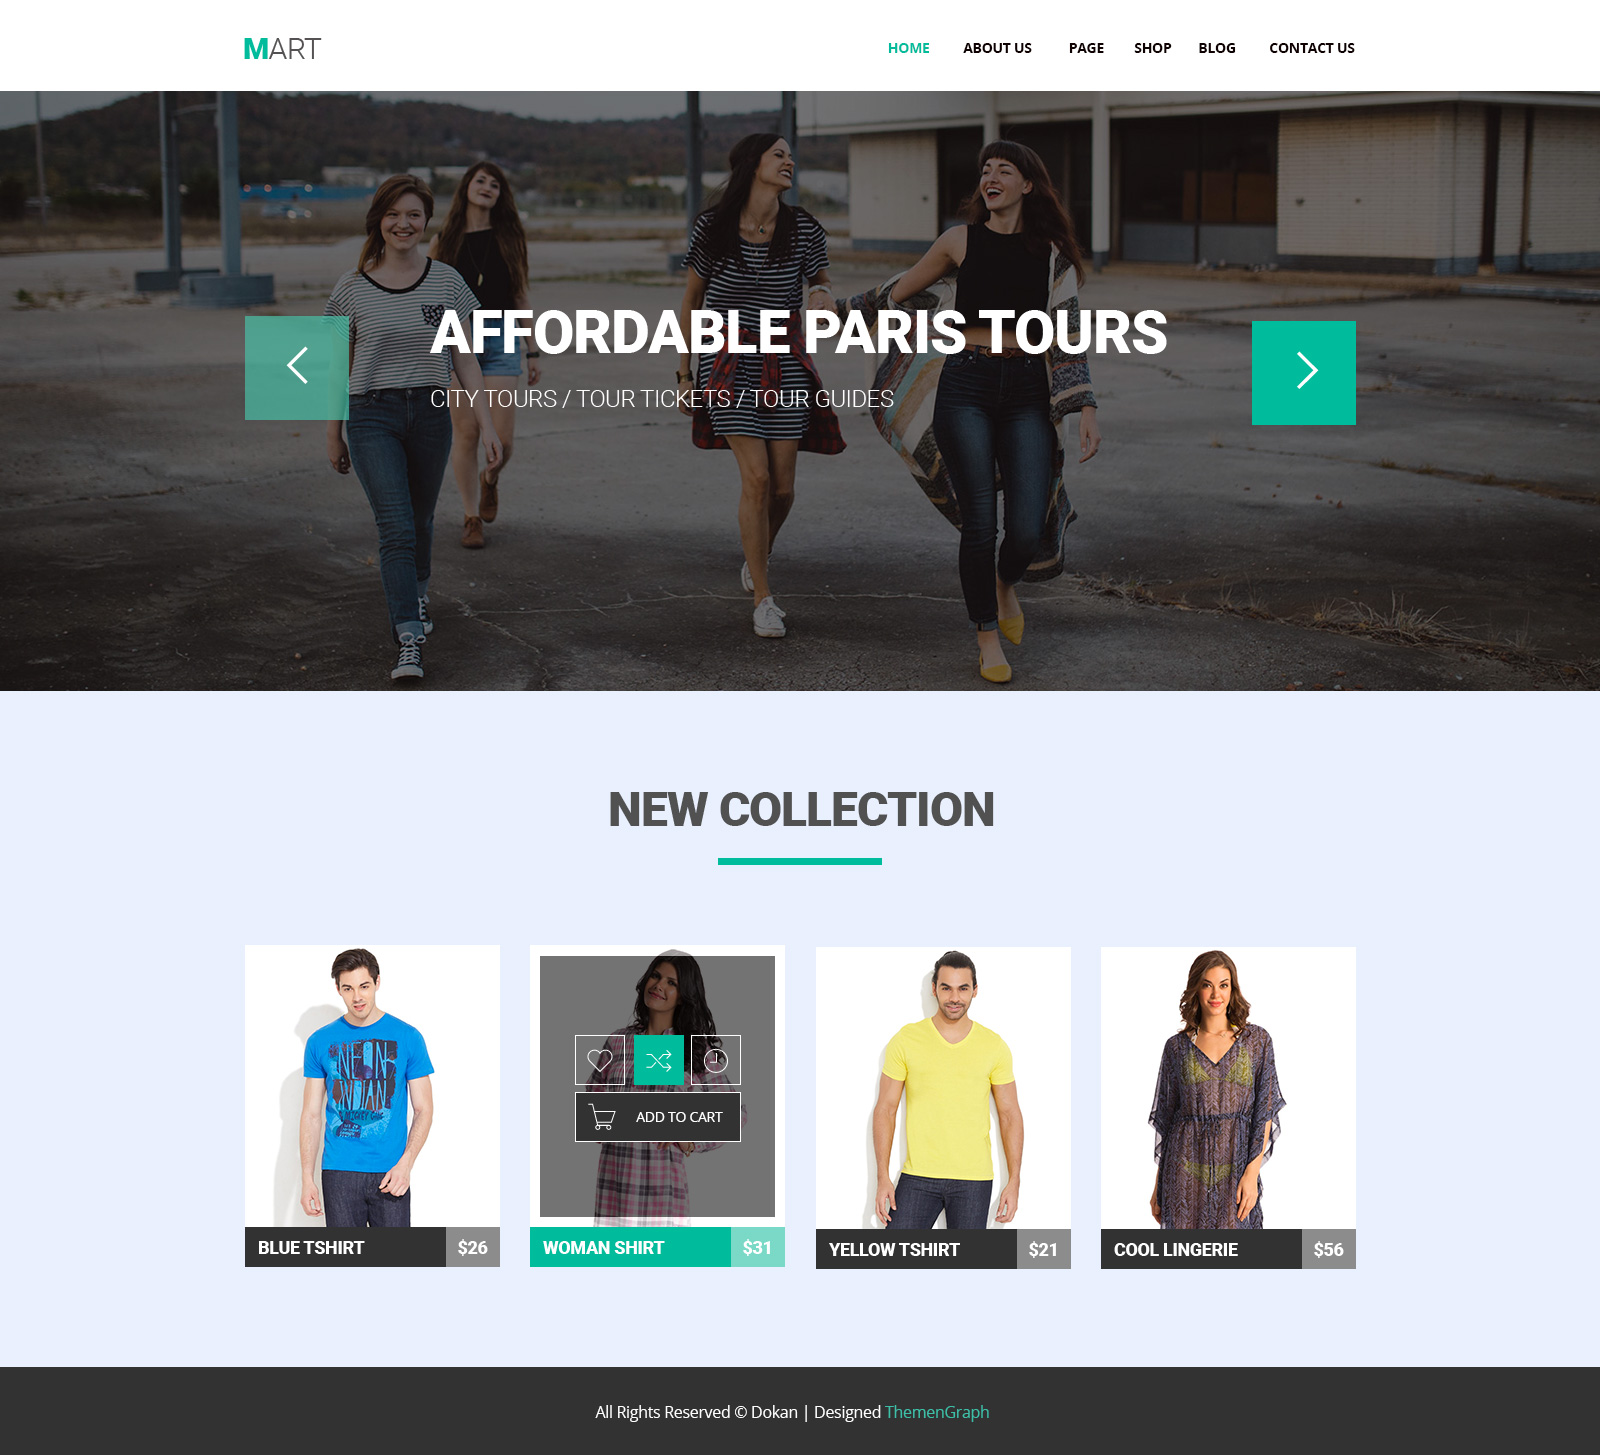 MART
HOME ABOUT US PAGE SHOP BLOG CONTACT US
AFFORDABLE PARIS TOURS
CITY TOURS / TOUR TICKETS / TOUR GUIDES
NEW COLLECTION
NEON
INDIAN
ADD TO CART
BLUE TSHIRT $26
WOMAN SHIRT $31
YELLOW TSHIRT $21
COOL LINGERIE $56
All Rights Reserved © Dokan | Designed ThemenGraph